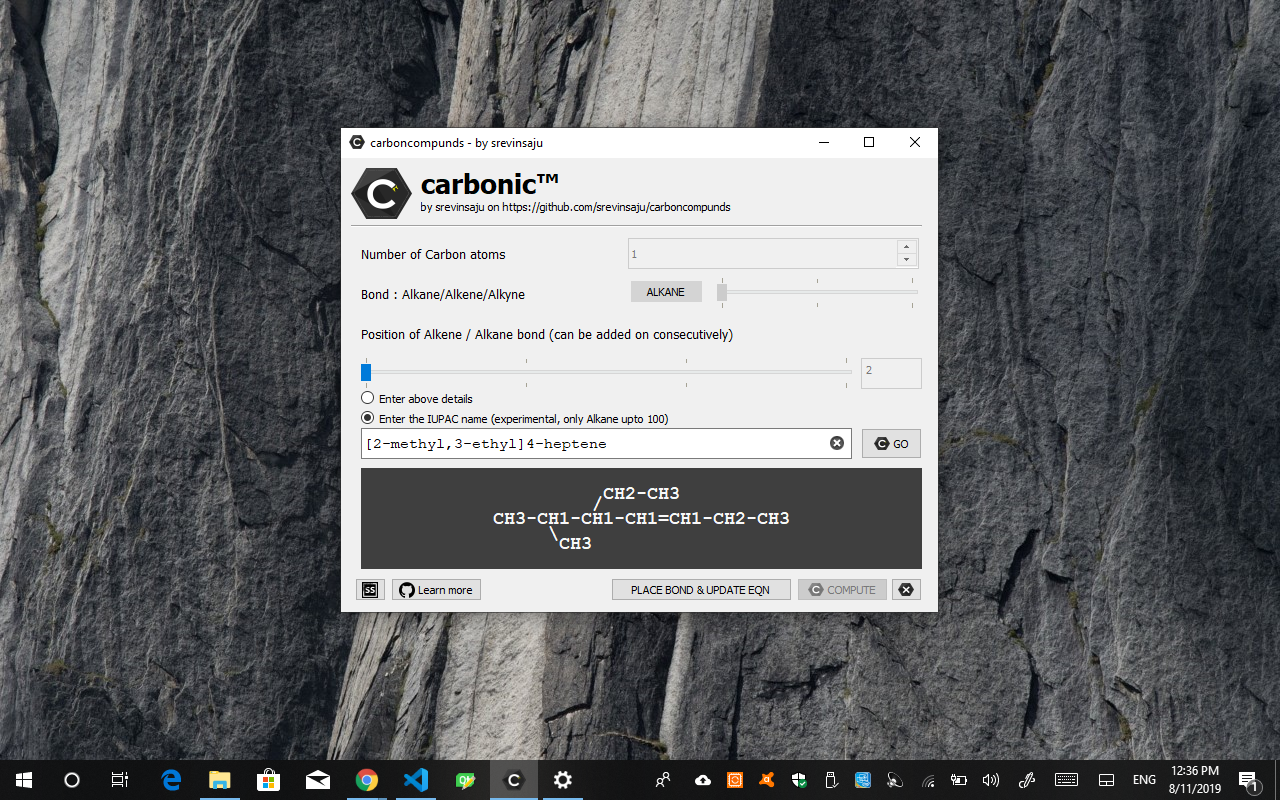 carboncompunds - by srevinsaju
carbonic™
by srevinsaju on https://github.com/srevinsaju/carboncompunds
Number of Carbon atoms
1
Bond : Alkane/Alkene/Alkyne
ALKANE
Position of Alkene / Alkane bond (can be added on consecutively)
2
Enter above details
Enter the IUPAC name (experimental, only Alkane upto 100)
[2-methyl,3-ethyl]4-heptene
GO
/CH2-CH3
CH3-CH1-CH1-CH1=CH1-CH2-CH3
\CH3
SS
Learn more
PLACE BOND & UPDATE EQN
COMPUTE
ENG
12:36 PM
8/11/2019
1